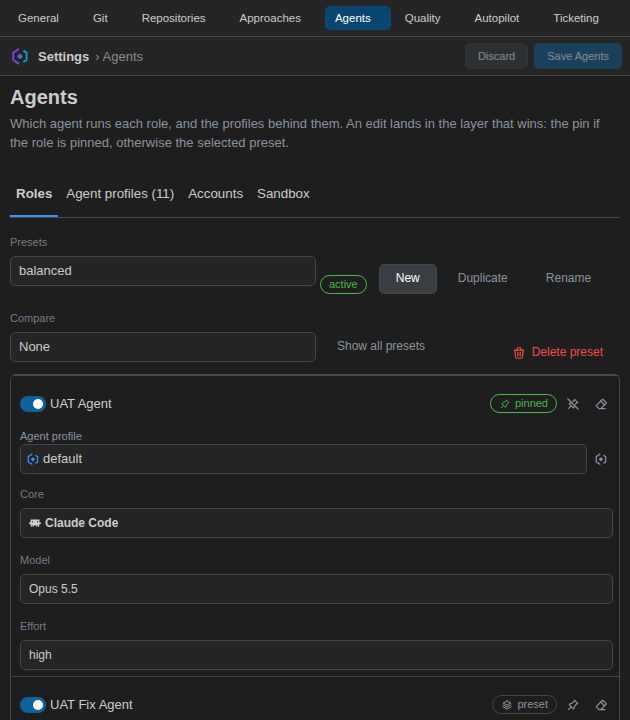 General Git Repositories Approaches Agents Quality Autopilot Ticketing
Settings › Agents Discard Save Agents
Agents
Which agent runs each role, and the profiles behind them. An edit lands in the layer that wins: the pin if
the role is pinned, otherwise the selected preset.
Roles Agent profiles (11) Accounts Sandbox
Presets
balanced active New Duplicate Rename
Compare
None Show all presets Delete preset
UAT Agent pinned
Agent profile
default
Core
Claude Code
Model
Opus 5.5
Effort
high
UAT Fix Agent preset